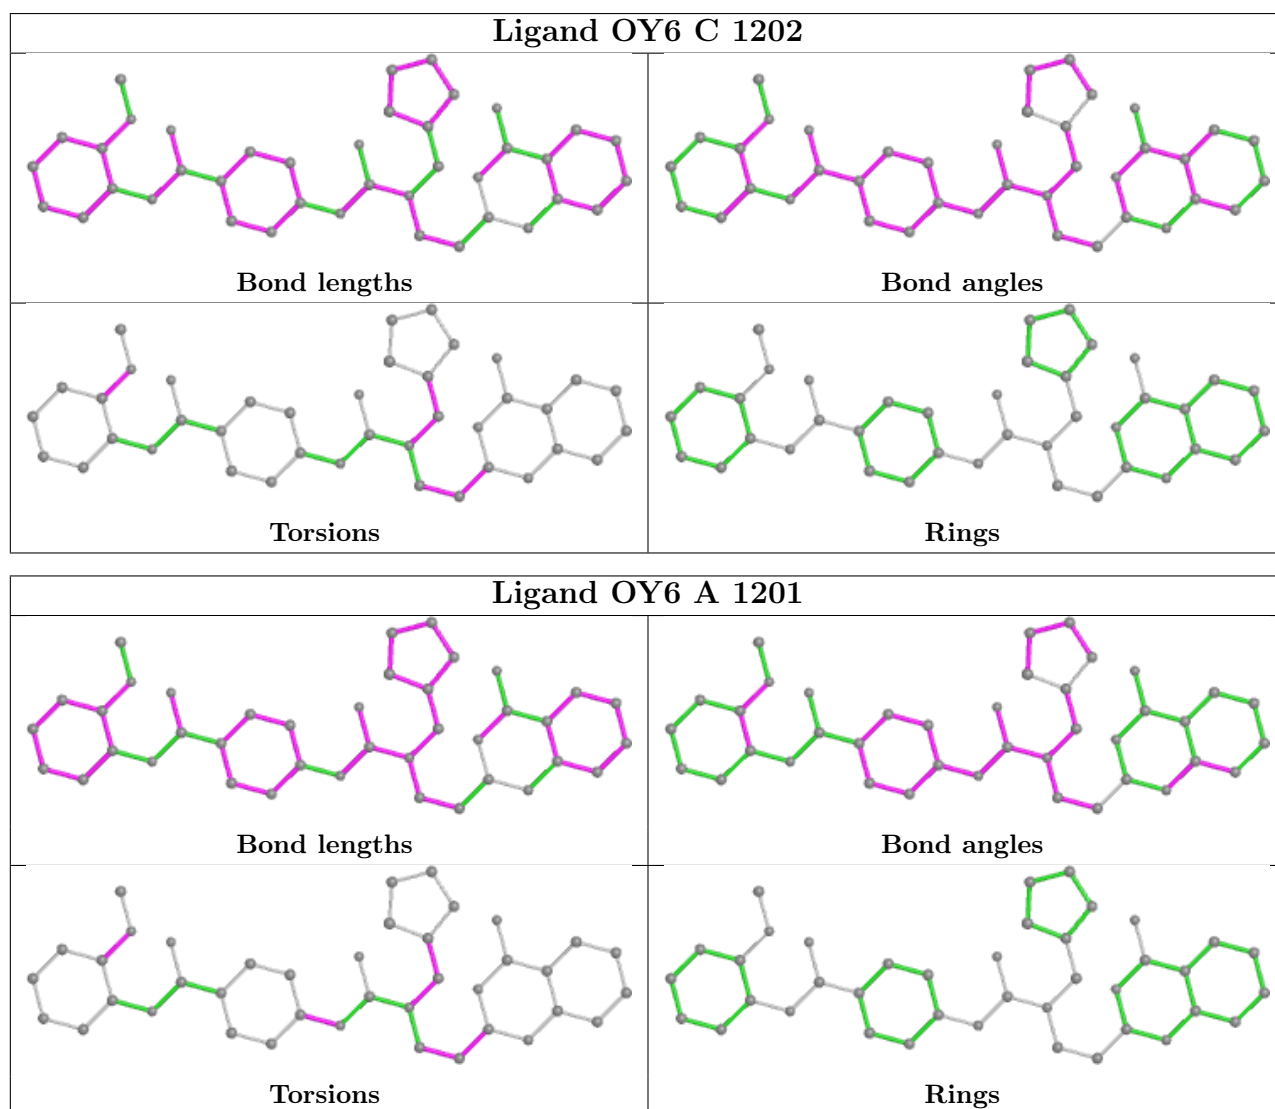 Ligand OY6 C 1202
Bond lengths
Bond angles
Torsions
Rings
Ligand OY6 A 1201
Bond lengths
Bond angles
Torsions
Rings